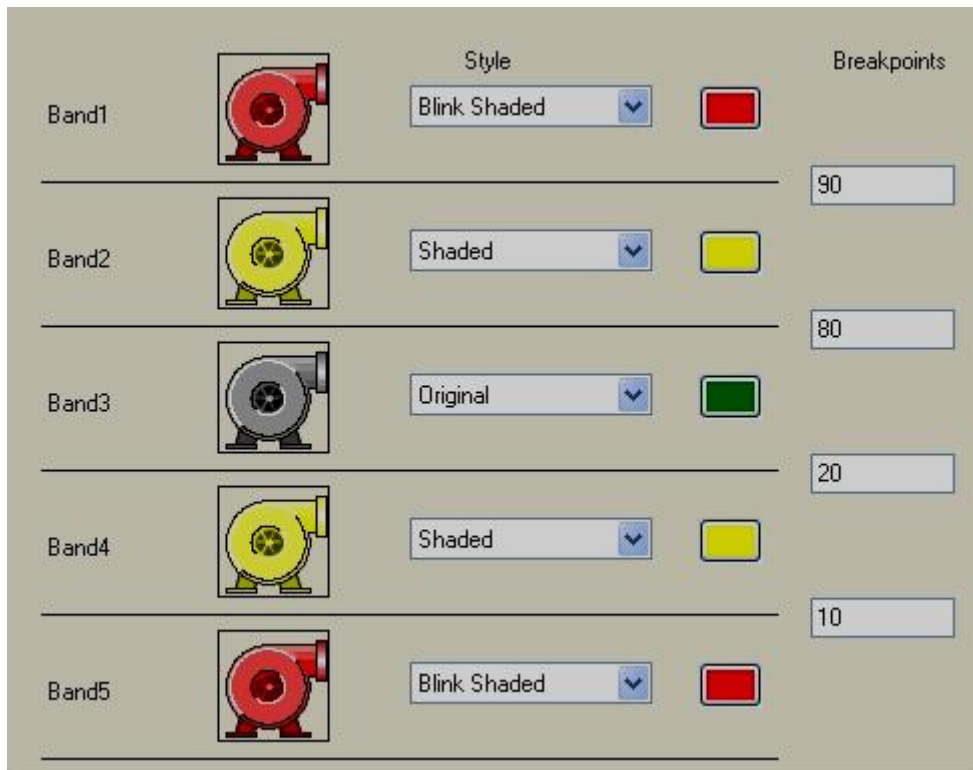 Style
Breakpoints
Band1
Blink Shaded
90
Band2
Shaded
80
Band3
Original
20
Band4
Shaded
10
Band5
Blink Shaded